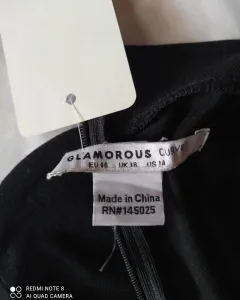 GLAMOROUS CURVE
EU 46 UK 18 US 14
Made in China
RN#145025
REDMI NOTE 8
AI QUAD CAMERA